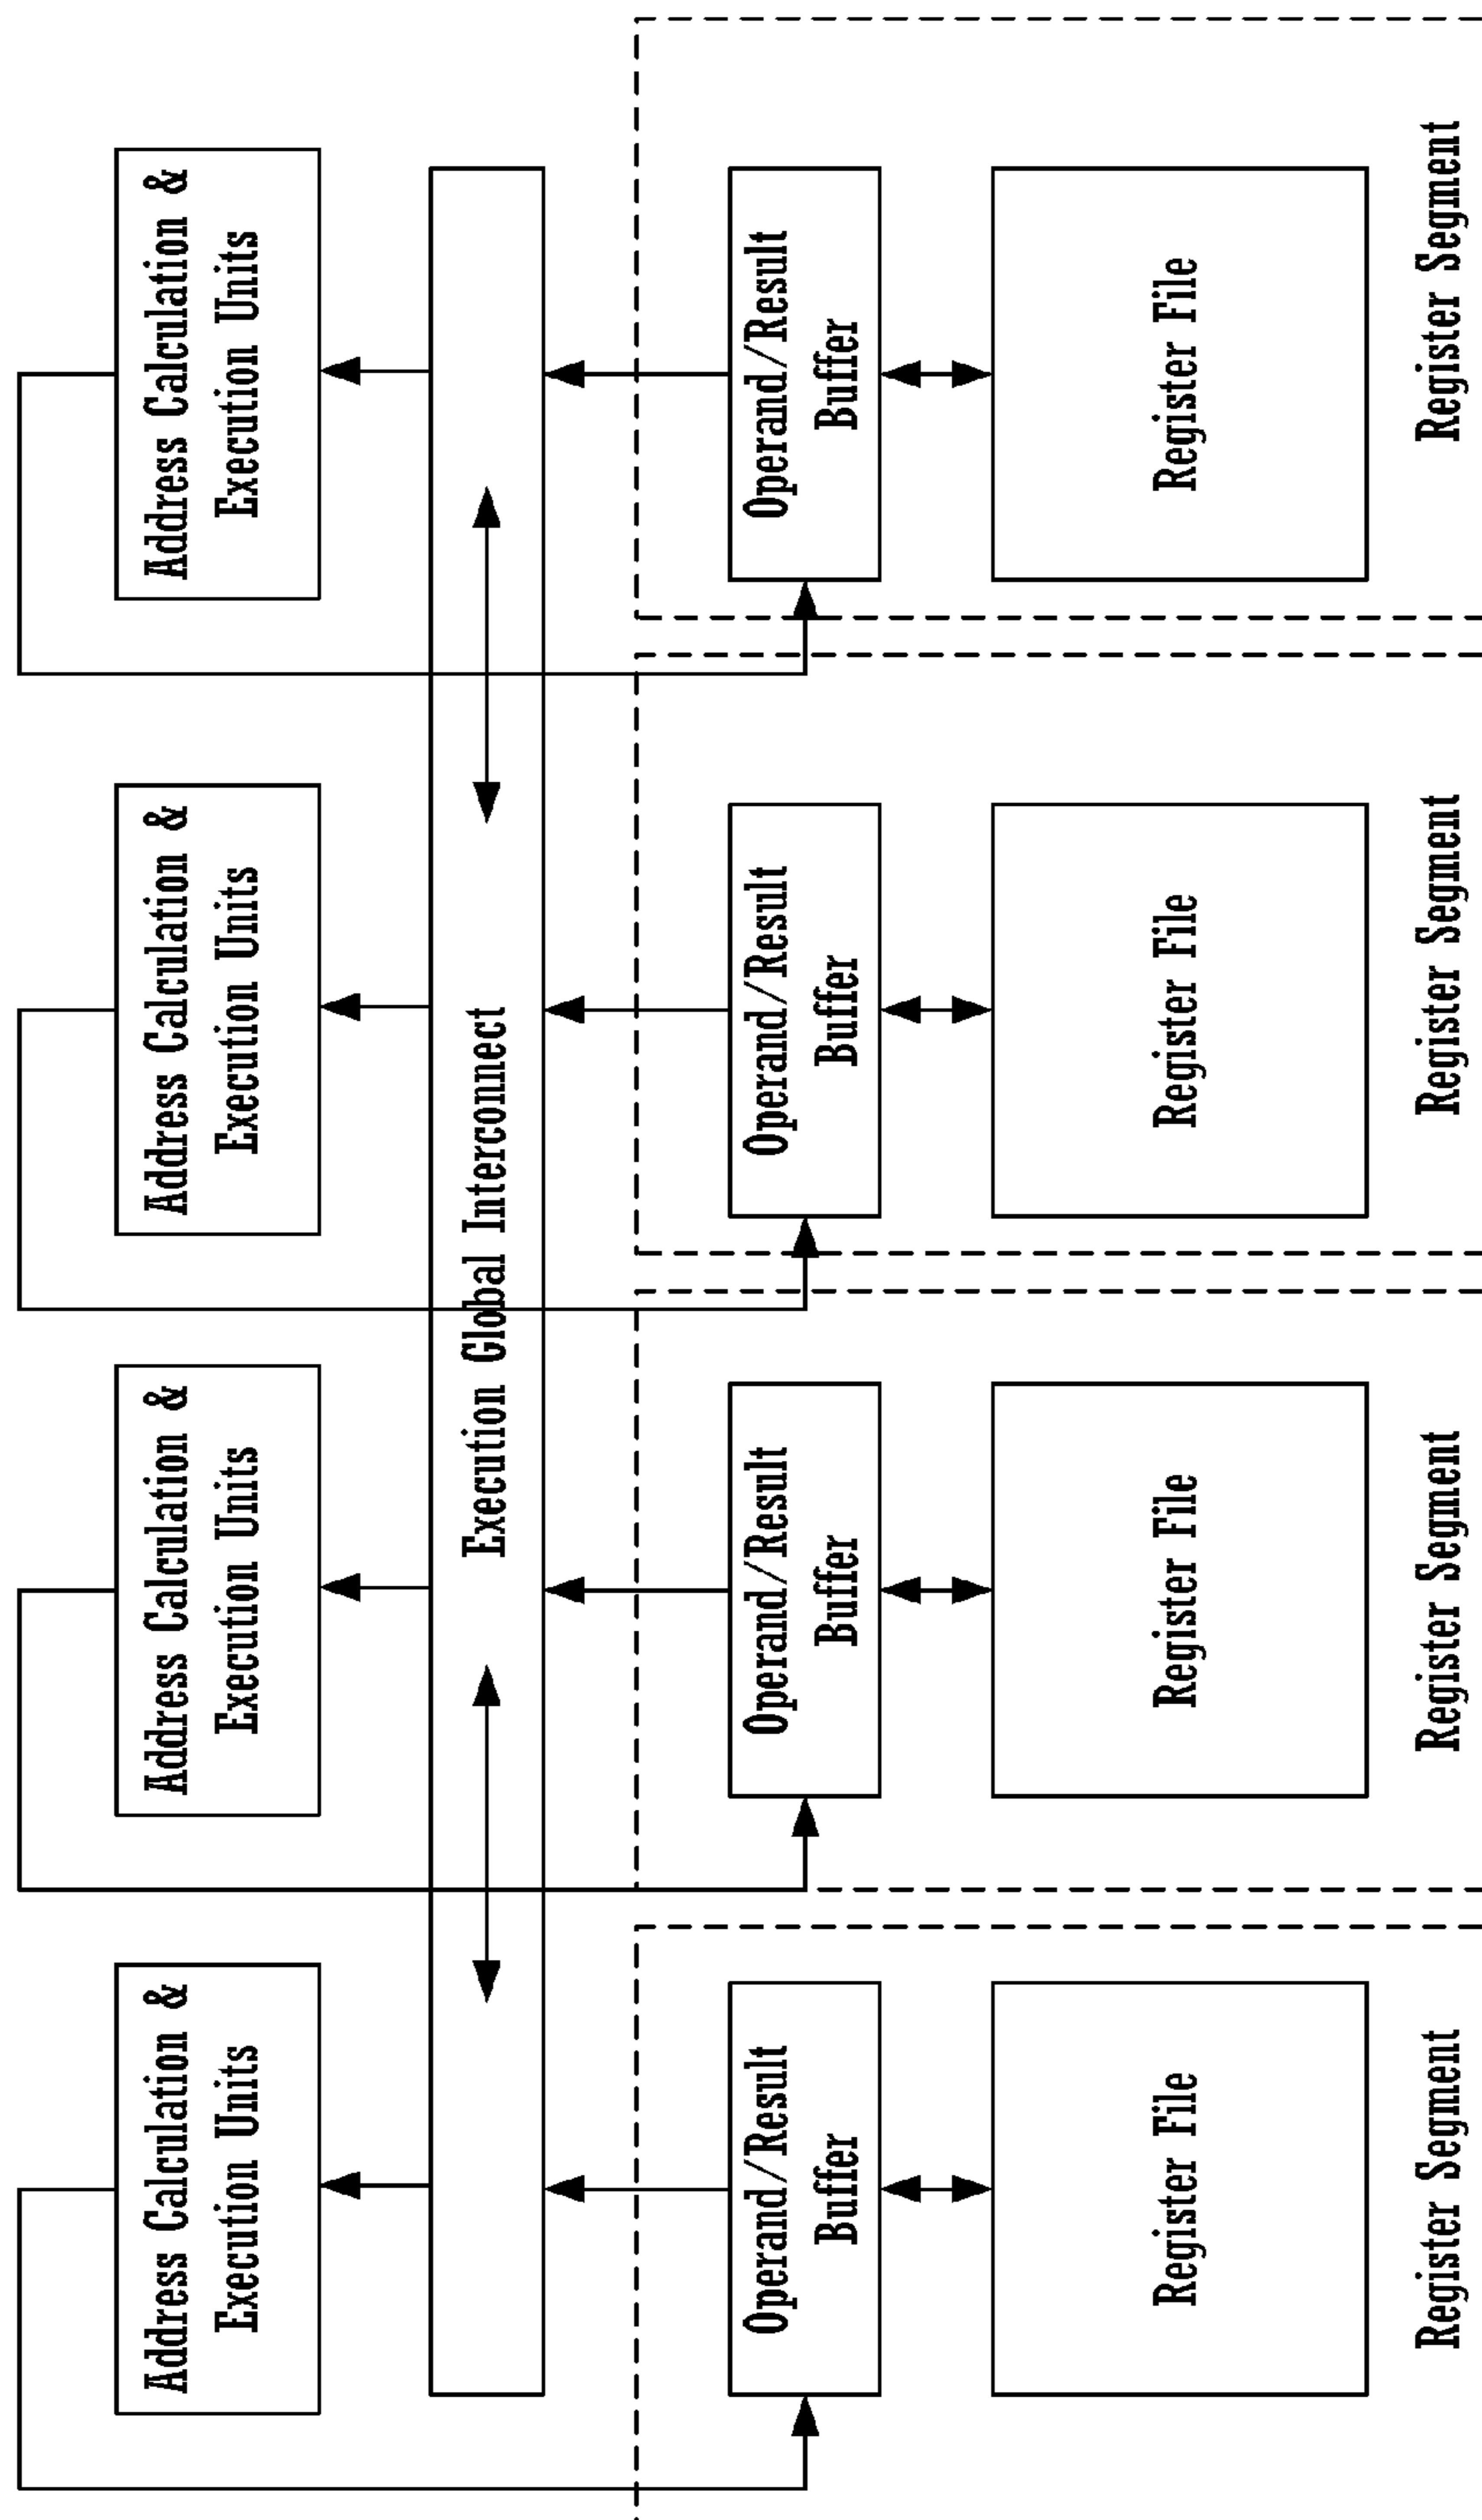 Address Calculation &
Execution Units
Address Calculation &
Execution Units
Address Calculation &
Execution Units
Address Calculation &
Execution Units
Execution Global Interconnect
Operand/Result
Buffer
Operand/Result
Buffer
Operand/Result
Buffer
Operand/Result
Buffer
Register File
Register File
Register File
Register File
Register Segment
Register Segment
Register Segment
Register Segment